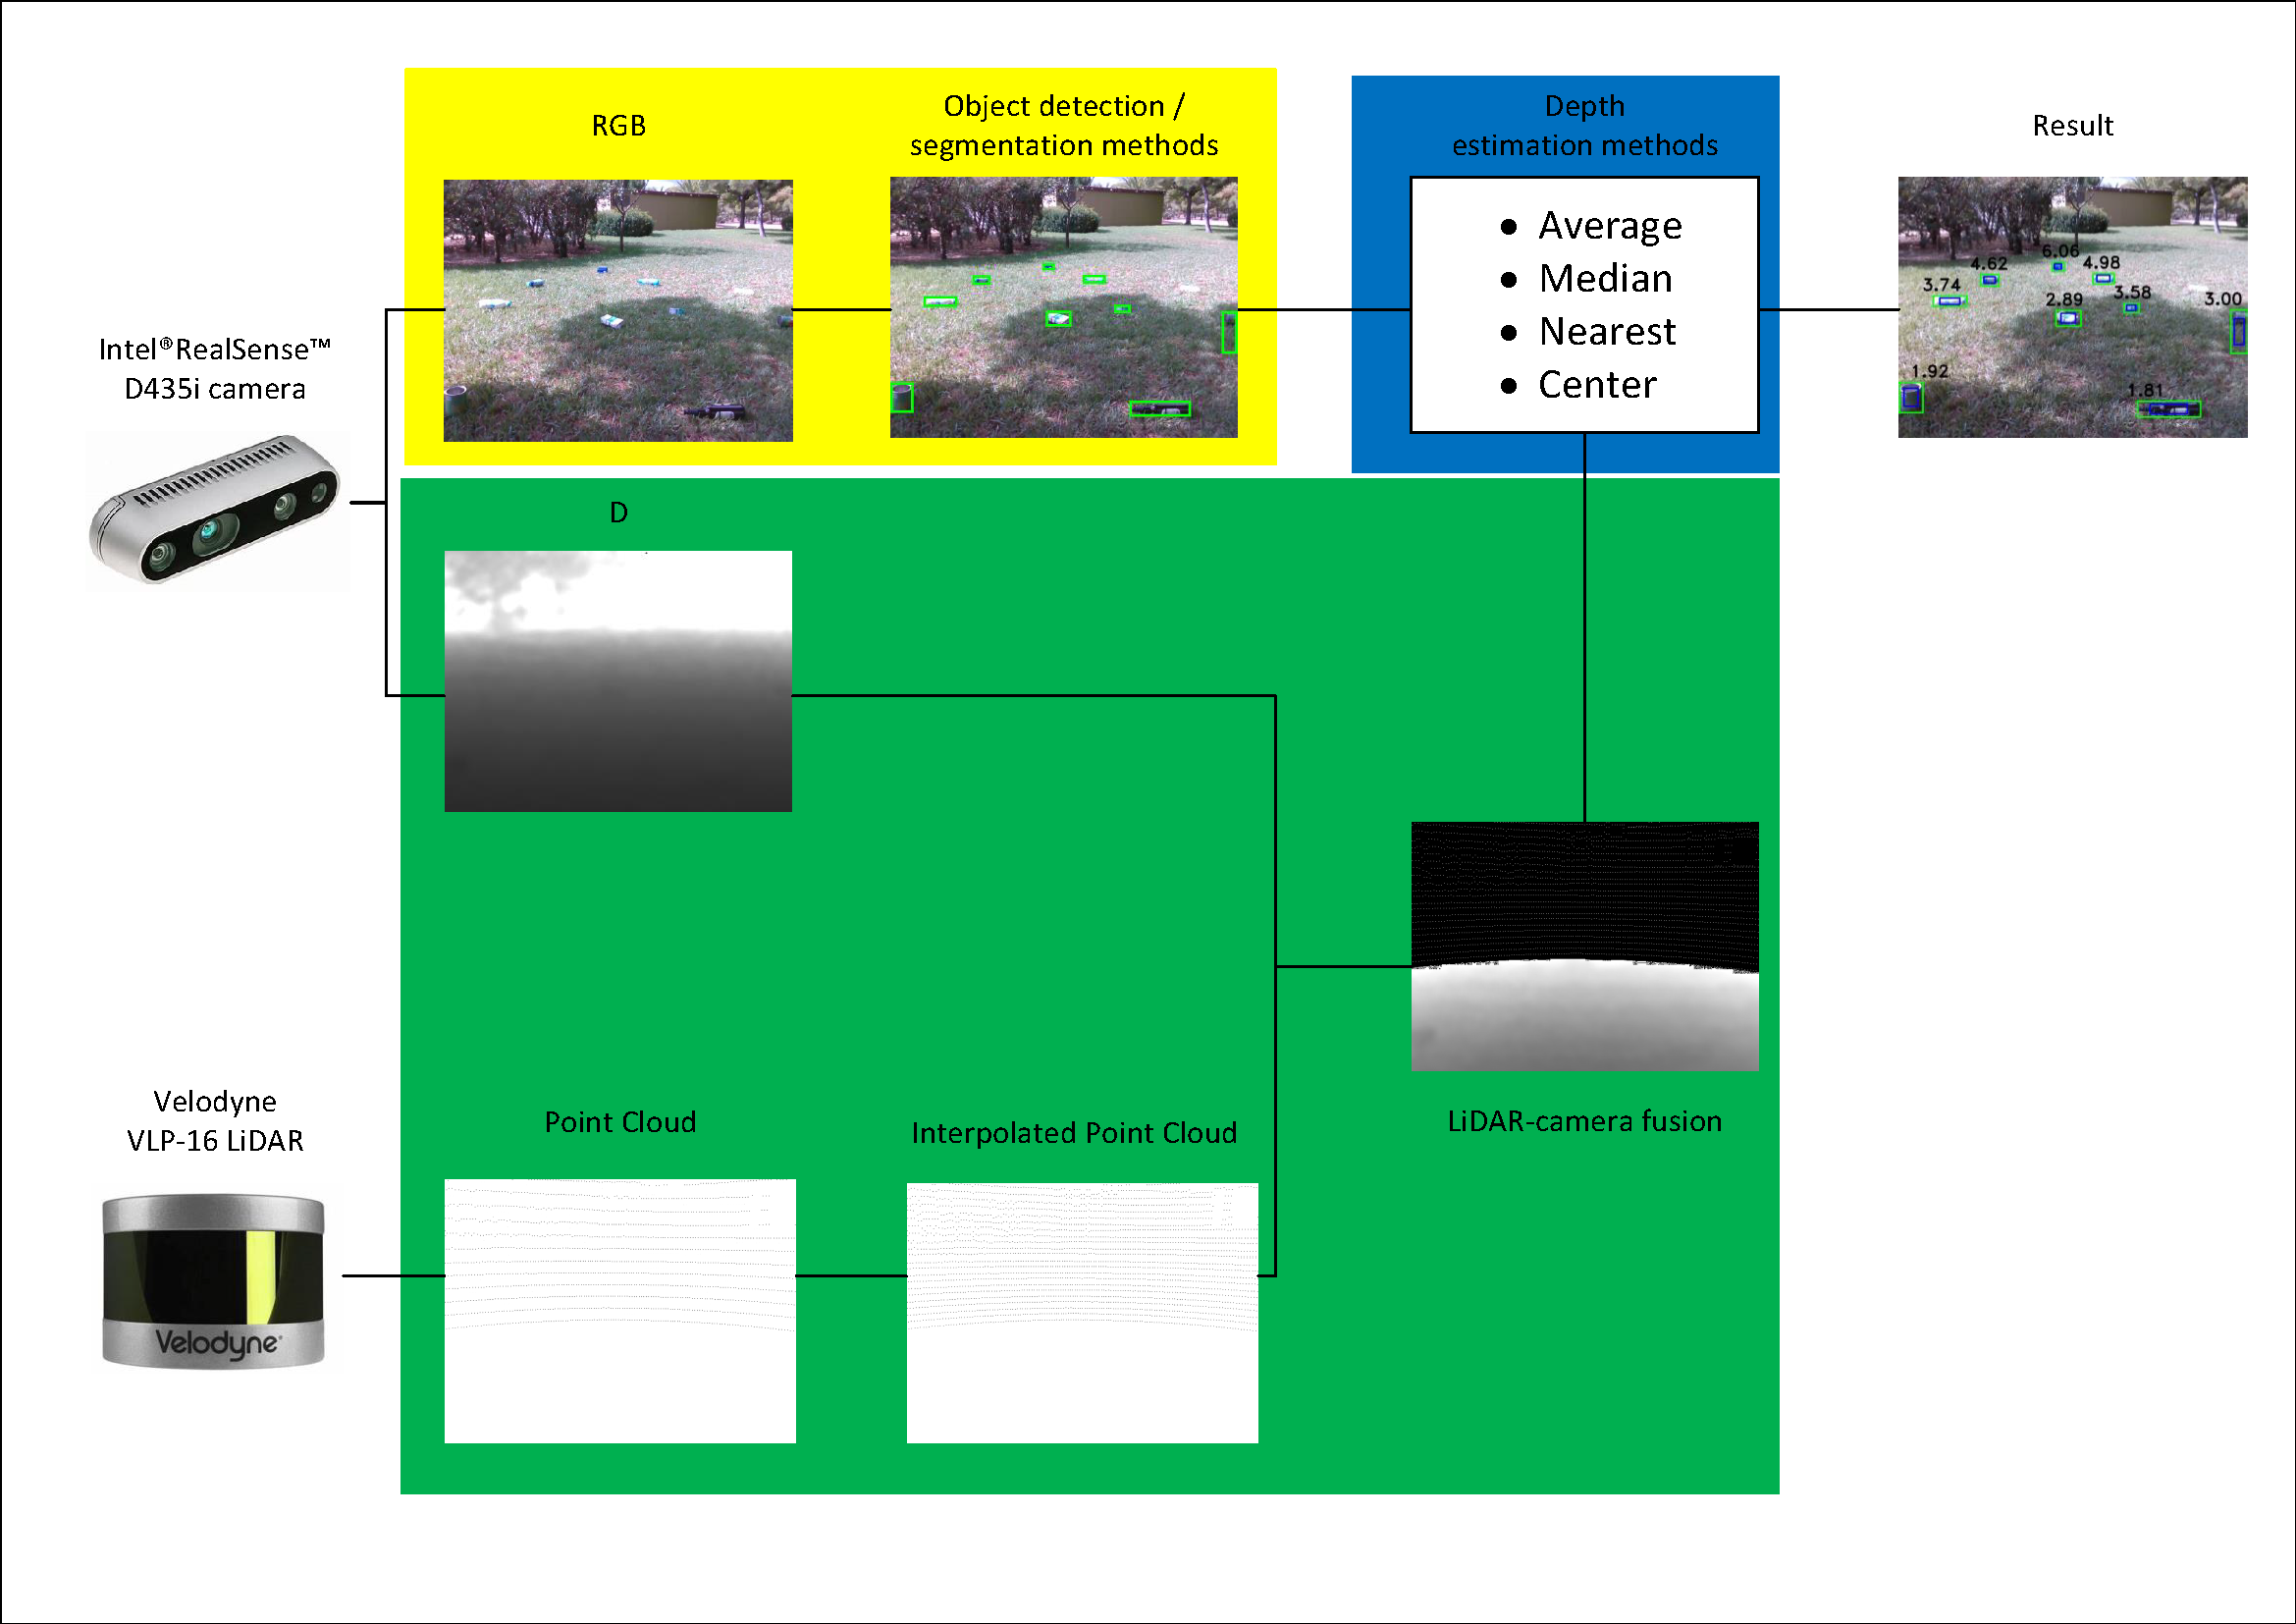 RGB
Object detection /
segmentation methods
Depth
estimation methods
Result
• Average
• Median
• Nearest
• Center
6.06
4.62
4.98
3.74
2.89
3.58
3.00
1.92
1.81
Intel®RealSense™
D435i camera
D
Velodyne
VLP-16 LiDAR
Point Cloud
Interpolated Point Cloud
LiDAR-camera fusion
Velodyne